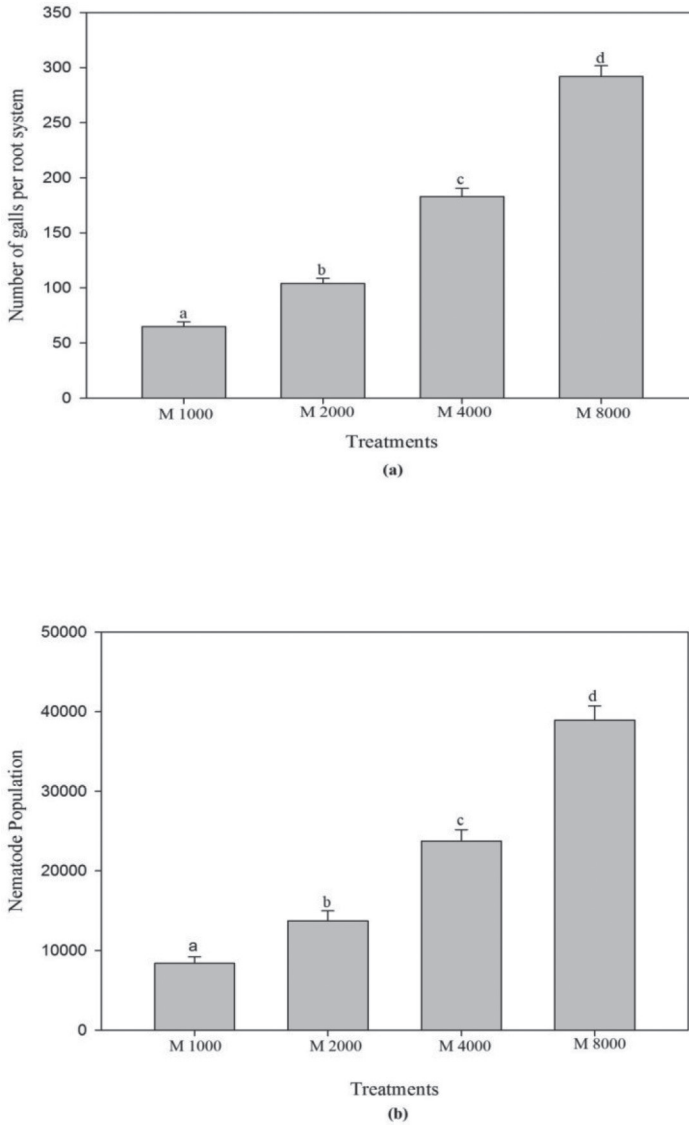 350
300
250
200
150
100
50
0
Number of galls per root system
a
b
c
d
M 1000 M 2000 M 4000 M 8000
Treatments
(a)
50000
40000
30000
20000
10000
0
Nematode Population
a
b
c
d
M 1000 M 2000 M 4000 M 8000
Treatments
(b)